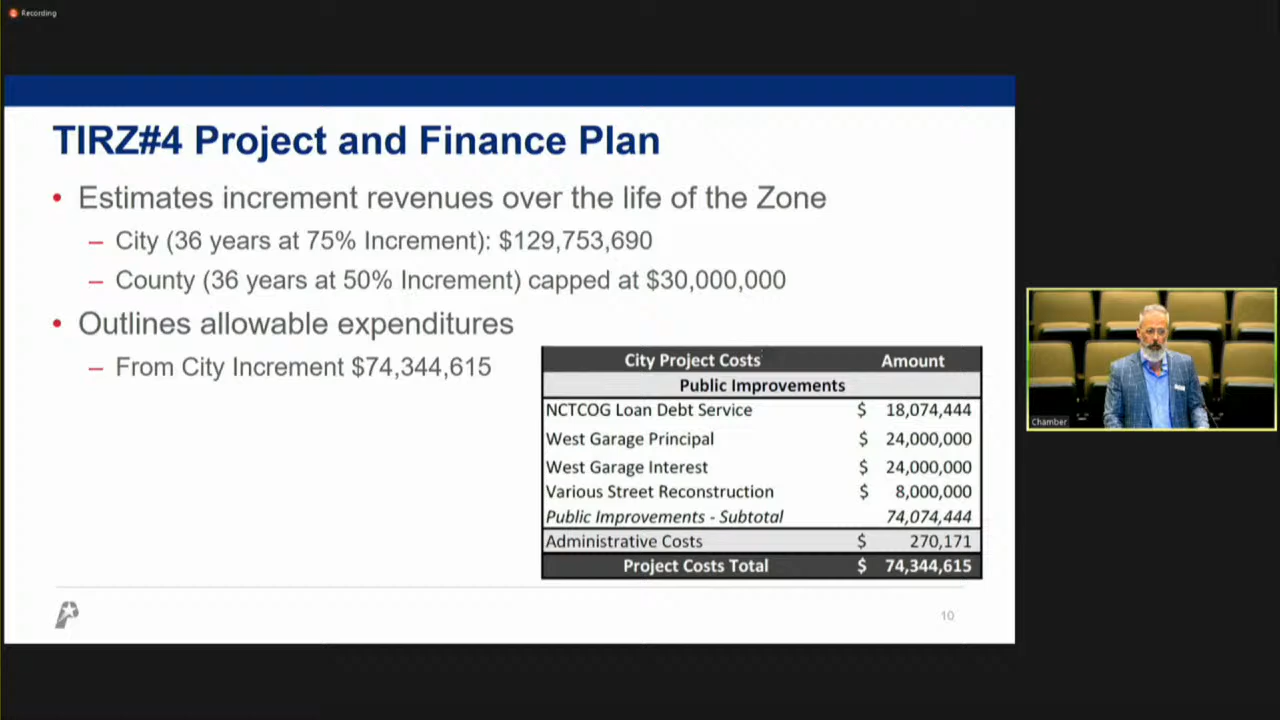 Recording
TIRZ#4 Project and Finance Plan
• Estimates increment revenues over the life of the Zone
– City (36 years at 75% Increment): $129,753,690
– County (36 years at 50% Increment) capped at $30,000,000
• Outlines allowable expenditures
– From City Increment $74,344,615
City Project Costs Amount
Public Improvements
NCTCOG Loan Debt Service $ 18,074,444
West Garage Principal $ 24,000,000
West Garage Interest $ 24,000,000
Various Street Reconstruction $ 8,000,000
Public Improvements - Subtotal 74,074,444
Administrative Costs $ 270,171
Project Costs Total $ 74,344,615
10
Chamber